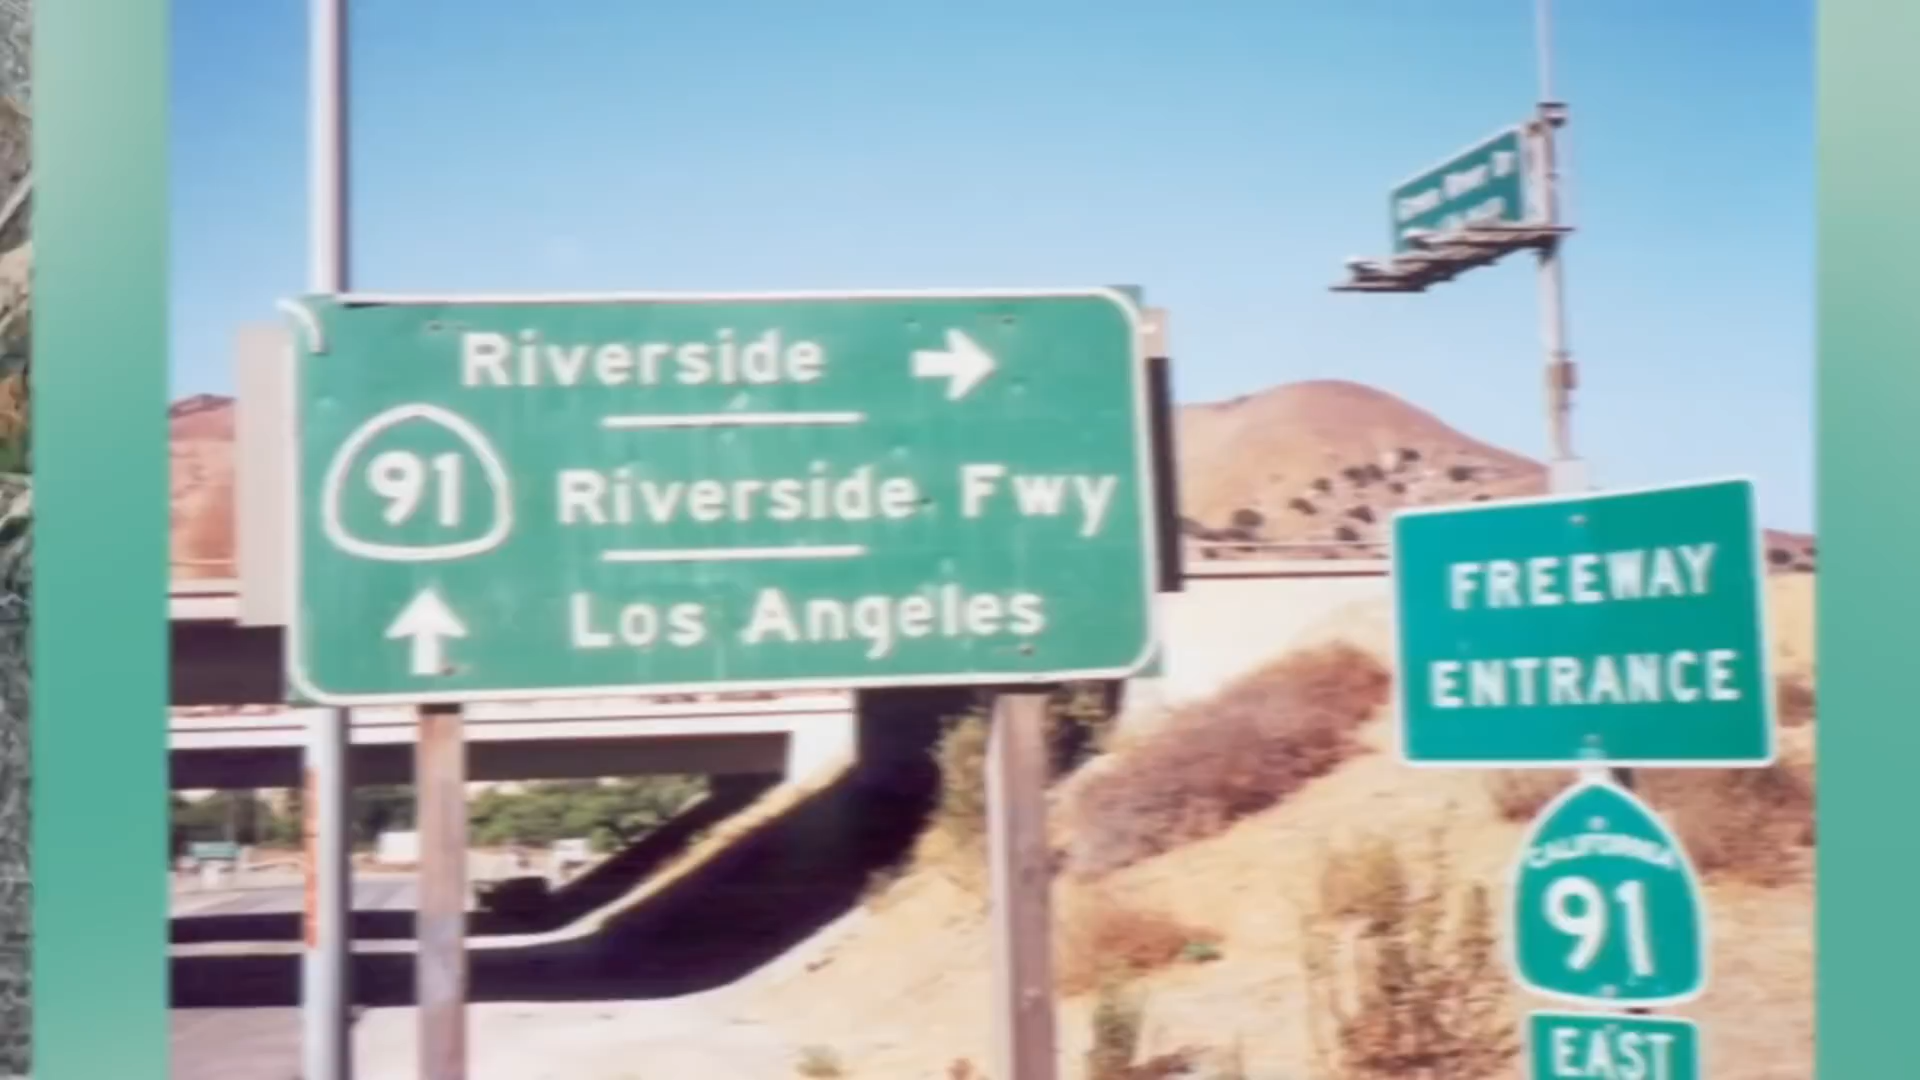 Riverside
91
Riverside Fwy
Los Angeles
FREEWAY
ENTRANCE
CALIFORNIA
91
EAST